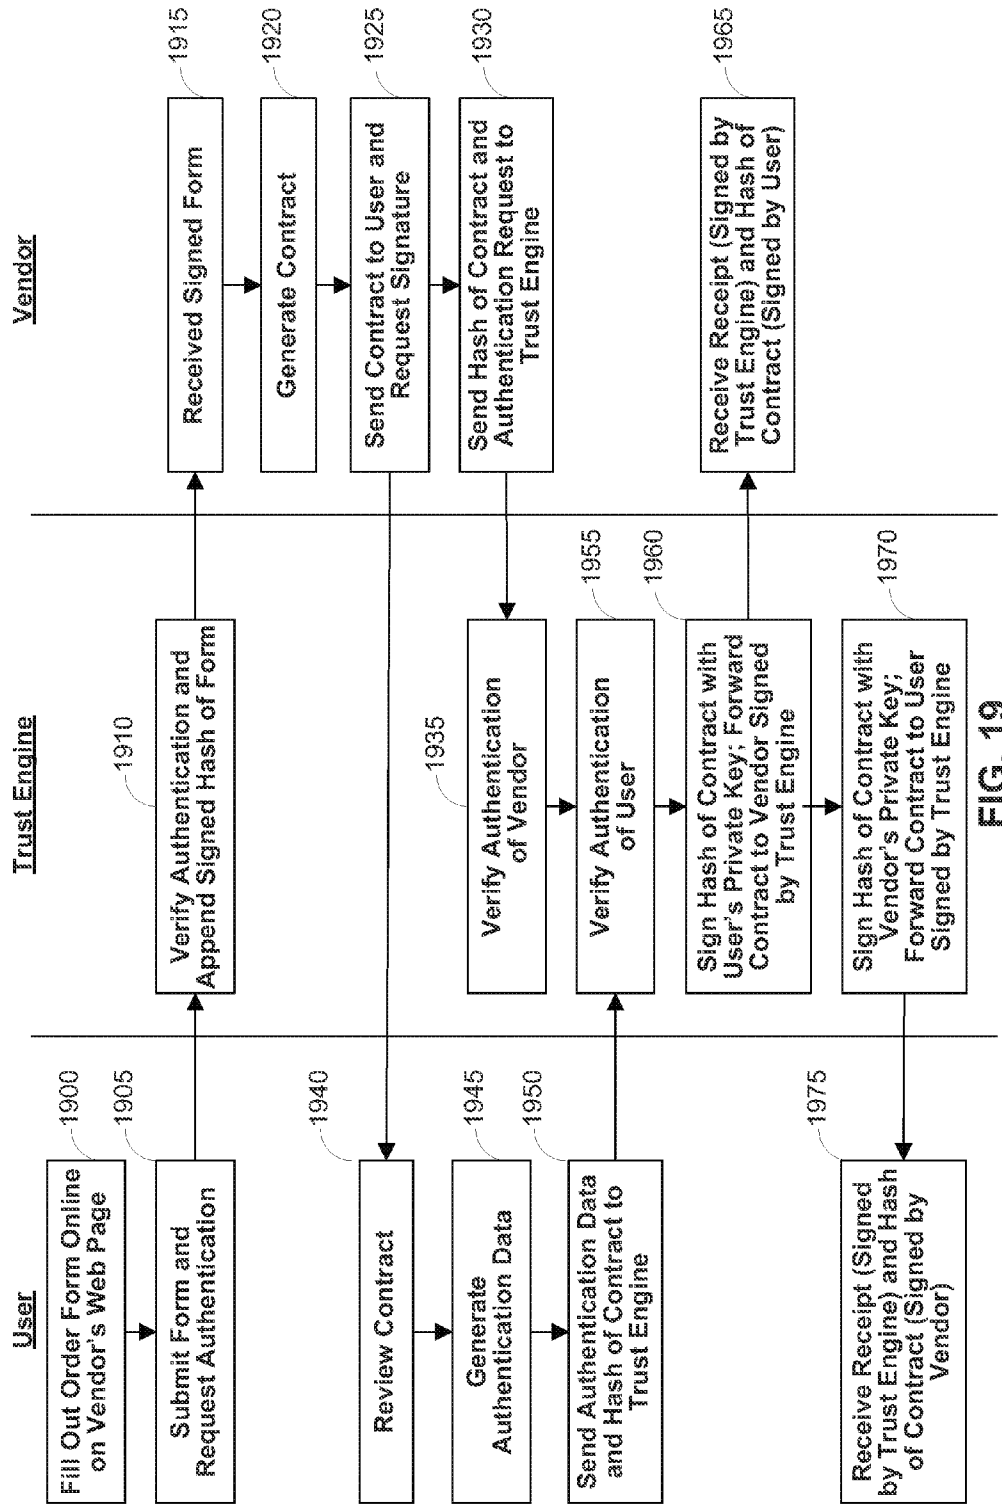 User
Trust Engine
Vendor
1900
Fill Out Order Form Online
on Vendor's Web Page
1905
Submit Form and
Request Authentication
1910
Verify Authentication and
Append Signed Hash of Form
1915
Received Signed Form
1920
Generate Contract
1925
Send Contract to User and
Request Signature
1930
Send Hash of Contract and
Authentication Request to
Trust Engine
1935
Verify Authentication
of Vendor
1940
Review Contract
1945
Generate
Authentication Data
1950
Send Authentication Data
and Hash of Contract to
Trust Engine
1955
Verify Authentication
of User
1960
Sign Hash of Contract with
User's Private Key; Forward
Contract to Vendor Signed
by Trust Engine
1965
Receive Receipt (Signed by
Trust Engine) and Hash of
Contract (Signed by User)
1970
Sign Hash of Contract with
Vendor's Private Key;
Forward Contract to User
Signed by Trust Engine
1975
Receive Receipt (Signed
by Trust Engine) and Hash
of Contract (Signed by
Vendor)
FIG. 19